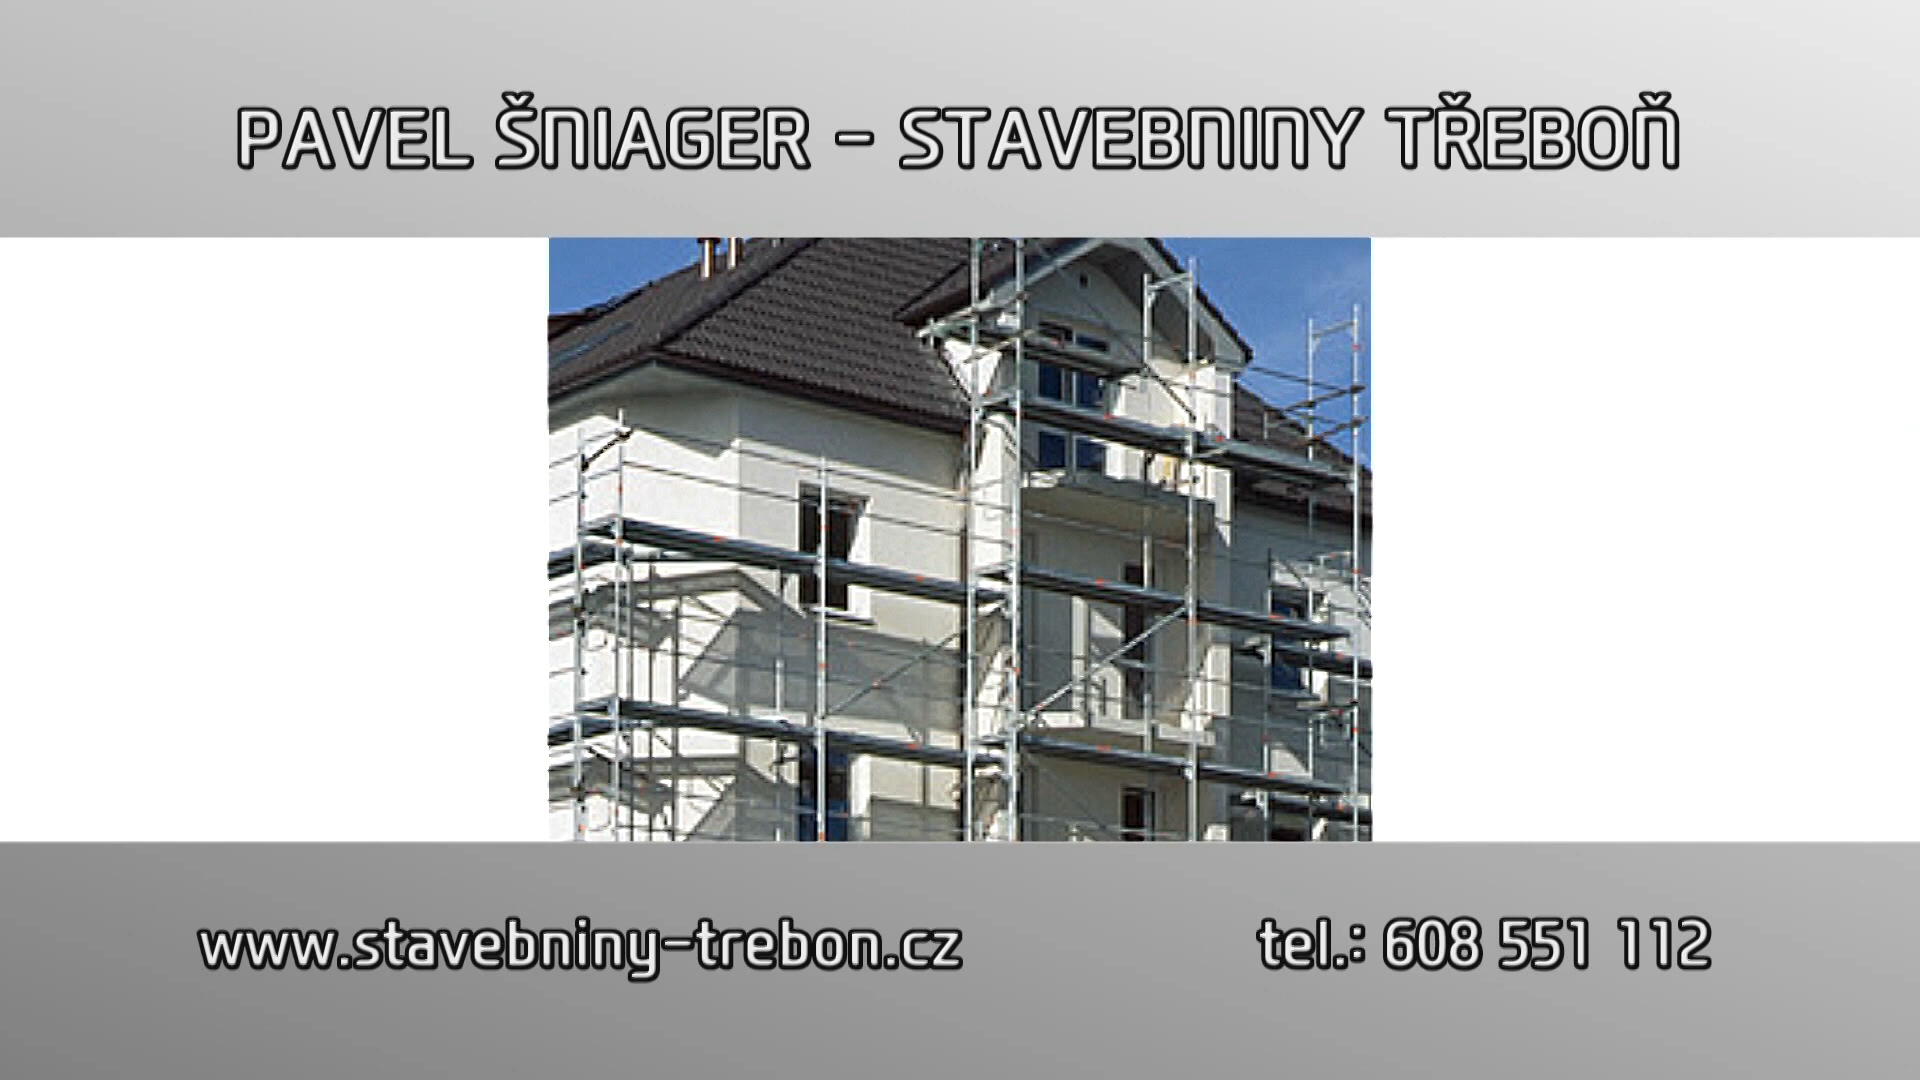 PAVEL ŠNIAGER - STAVEBNINY TŘEBOŇ
www.stavebniny-trebon.cz
tel.: 608 551 112